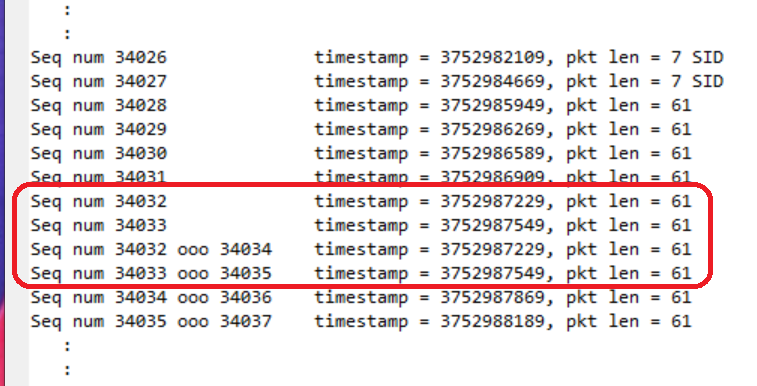 :
:
Seq num 34026 timestamp = 3752982109, pkt len = 7 SID
Seq num 34027 timestamp = 3752984669, pkt len = 7 SID
Seq num 34028 timestamp = 3752985949, pkt len = 61
Seq num 34029 timestamp = 3752986269, pkt len = 61
Seq num 34030 timestamp = 3752986589, pkt len = 61
Seq num 34031 timestamp = 3752986909, pkt len = 61
Seq num 34032 timestamp = 3752987229, pkt len = 61
Seq num 34033 timestamp = 3752987549, pkt len = 61
Seq num 34032 ooo 34034 timestamp = 3752987229, pkt len = 61
Seq num 34033 ooo 34035 timestamp = 3752987549, pkt len = 61
Seq num 34034 ooo 34036 timestamp = 3752987869, pkt len = 61
Seq num 34035 ooo 34037 timestamp = 3752988189, pkt len = 61
:
: